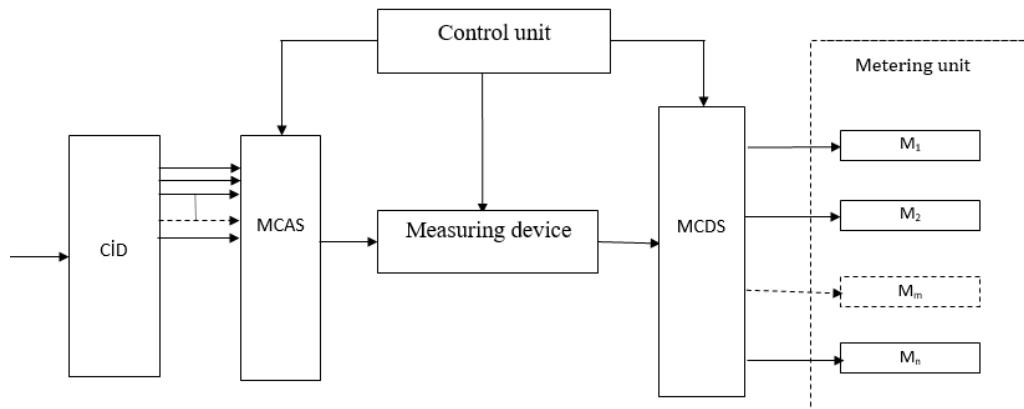 Control unit
Metering unit
CİD
MCAS
Measuring device
MCDS
M₁
M₂
Mₘ
Mₙ